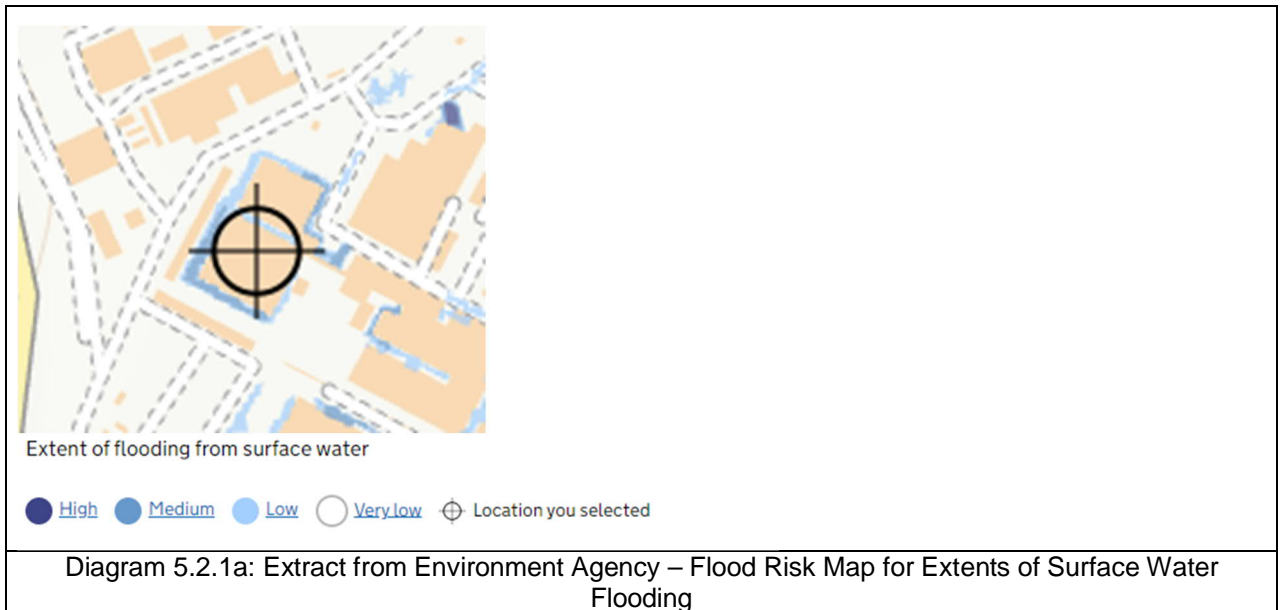 Extent of flooding from surface water
High Medium Low Very low Location you selected
Diagram 5.2.1a: Extract from Environment Agency – Flood Risk Map for Extents of Surface Water
Flooding